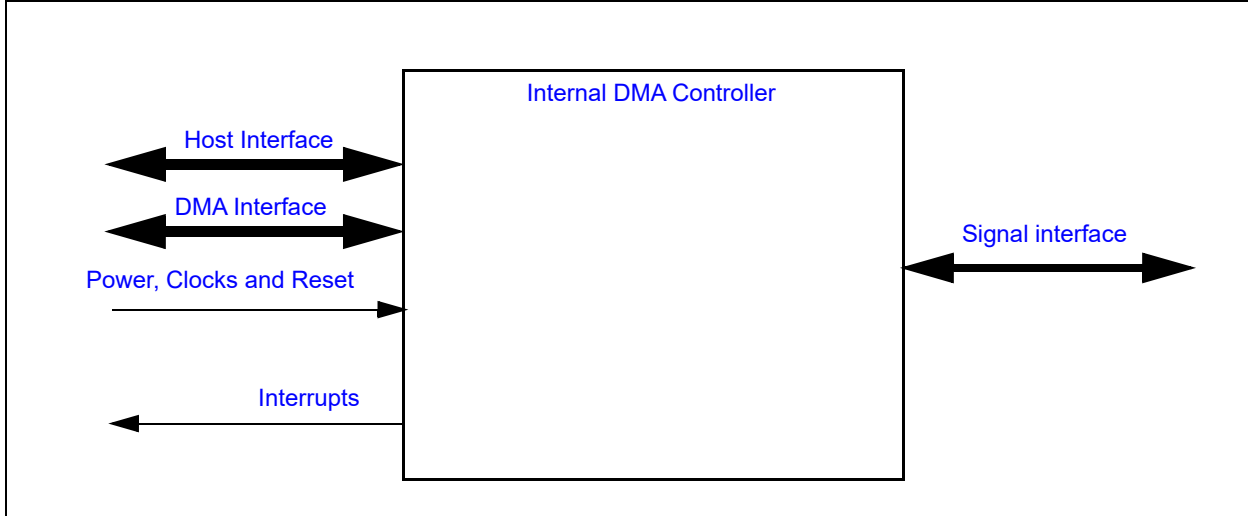 Internal DMA Controller
Host Interface
DMA Interface
Signal interface
Power, Clocks and Reset
Interrupts